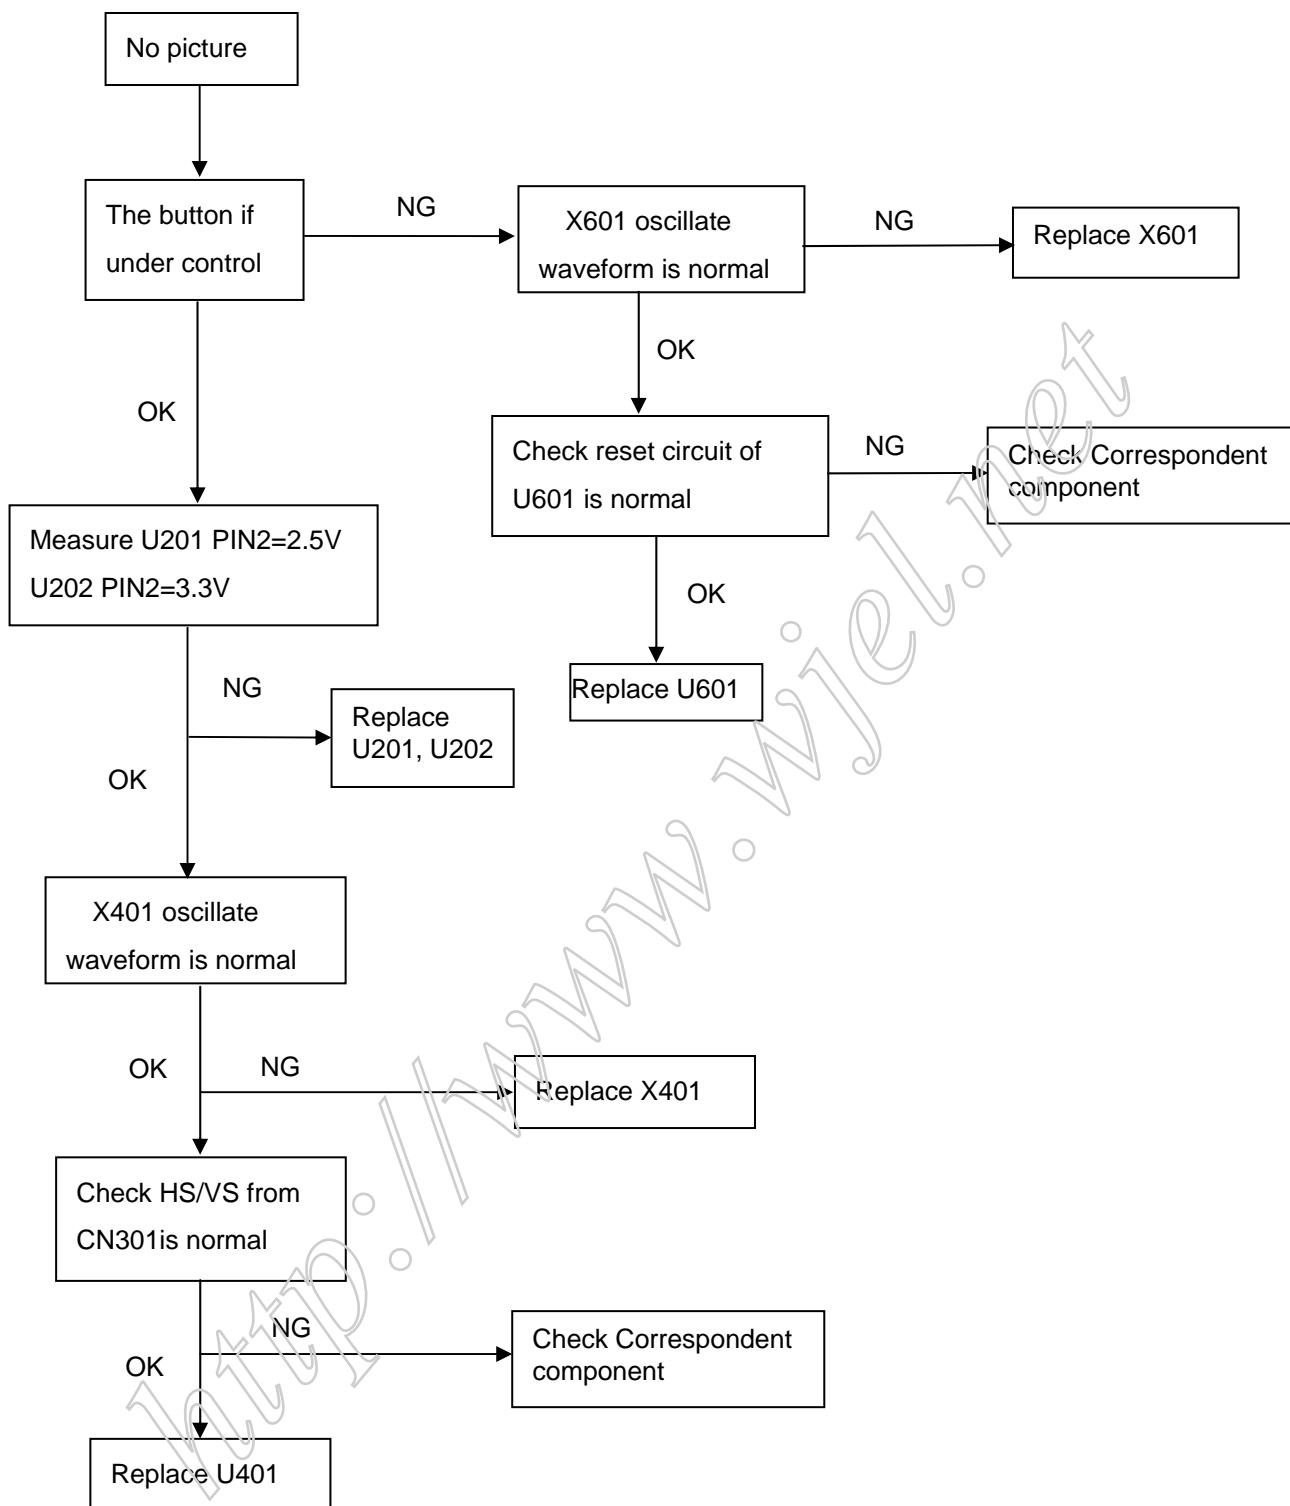 No picture
The button if
under control
NG
X601 oscillate
waveform is normal
NG
Replace X601
OK
OK
Check reset circuit of
U601 is normal
NG
Check Correspondent
component
Measure U201 PIN2=2.5V
U202 PIN2=3.3V
OK
Replace U601
NG
Replace
U201, U202
OK
X401 oscillate
waveform is normal
OK
NG
Replace X401
Check HS/VS from
CN301is normal
NG
OK
Check Correspondent
component
Replace U401
http://www.wjel.net